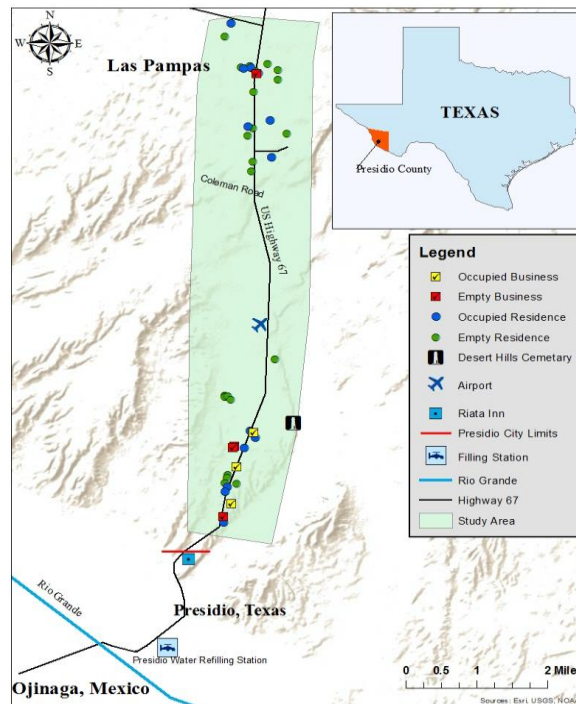 N
W
E
S
Las Pampas
TEXAS
Presidio County
Coleman Road
US Highway 67
Legend
Occupied Business
Empty Business
Occupied Residence
Empty Residence
Desert Hills Cemetary
Airport
Riata Inn
Presidio City Limits
Filling Station
Rio Grande
Highway 67
Study Area
Rio Grande
Presidio, Texas
Presidio Water Refilling Station
Ojinaga, Mexico
0 0.5 1 2 Mile
Sources: Esri, USGS, NOA